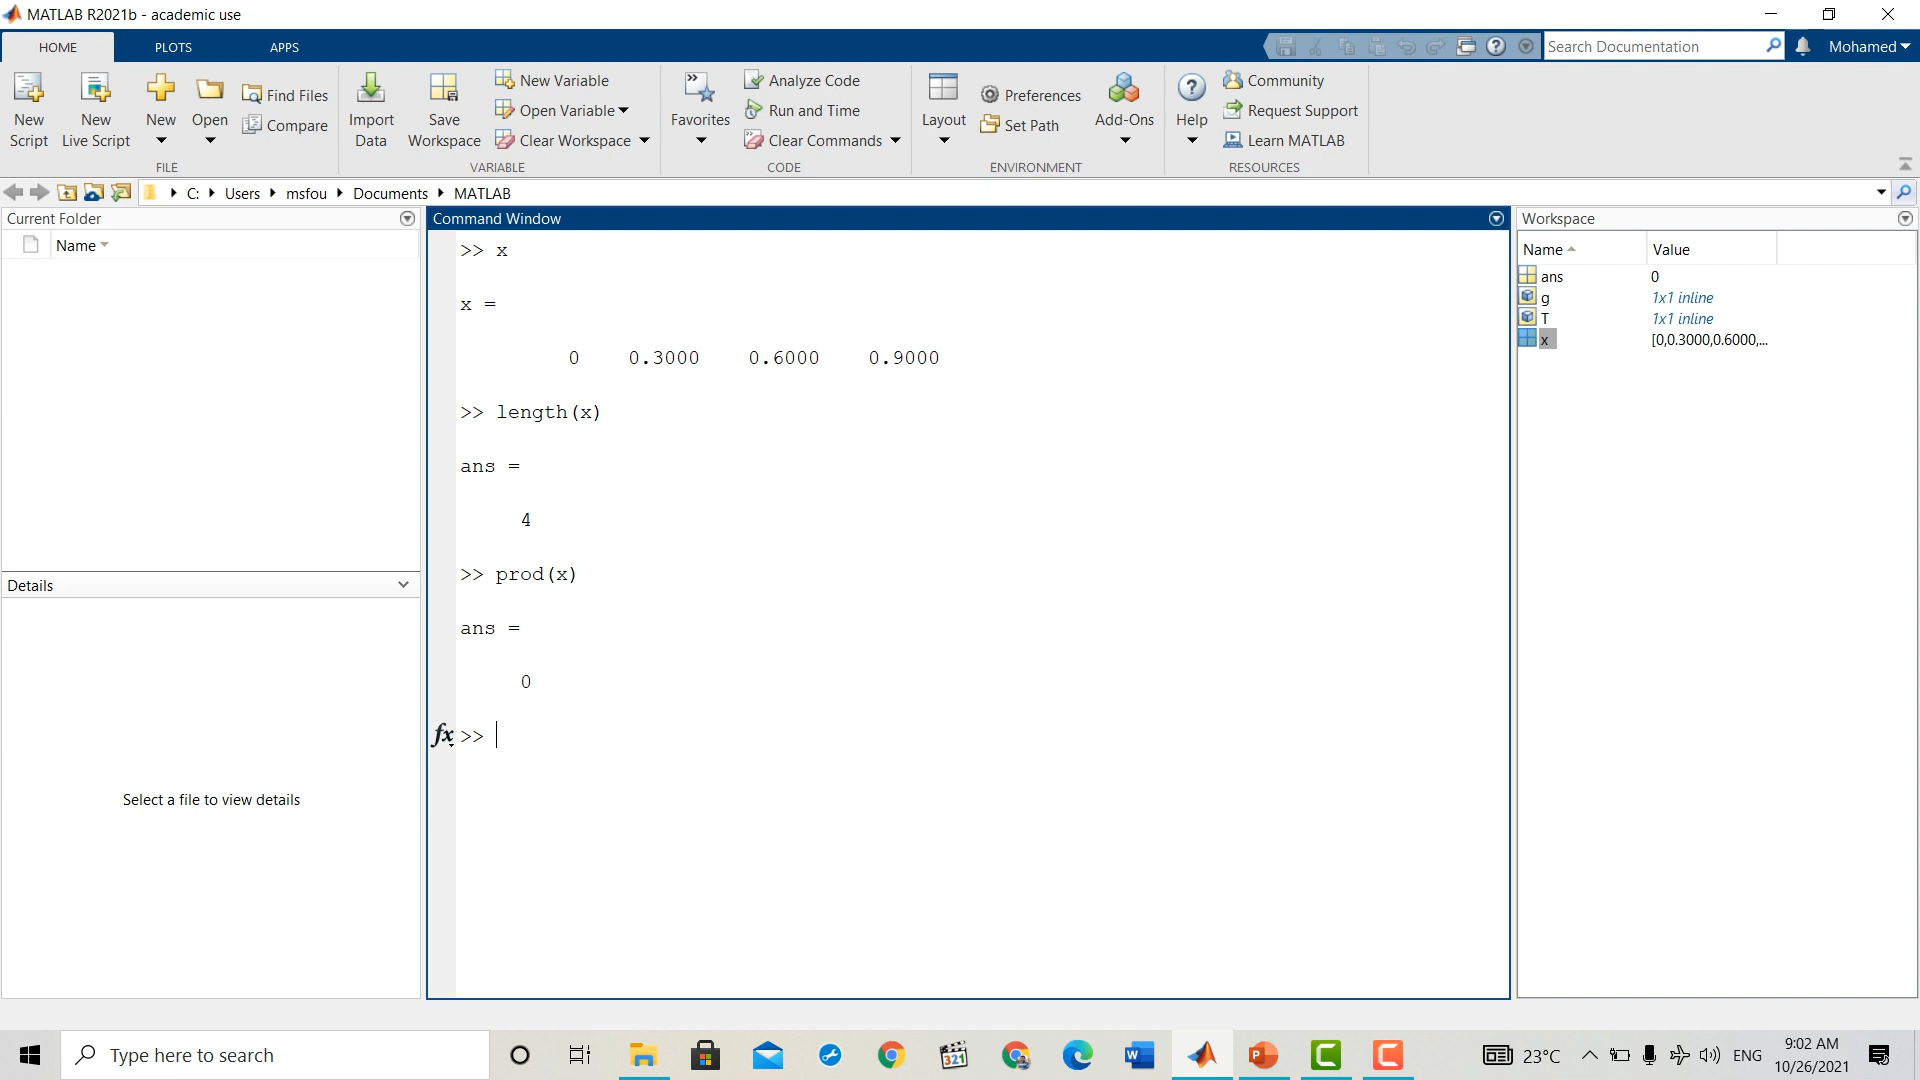 MATLAB R2021b - academic use
HOME PLOTS APPS
Search Documentation
Mohamed
New Script
New Live Script
New
Open
Find Files
Compare
FILE
Import Data
Save Workspace
New Variable
Open Variable
Clear Workspace
VARIABLE
Favorites
Analyze Code
Run and Time
Clear Commands
CODE
Layout
Preferences
Set Path
Add-Ons
ENVIRONMENT
Help
Community
Request Support
Learn MATLAB
RESOURCES
C: Users msfou Documents MATLAB
Current Folder
Name
Details
Select a file to view details
Command Window
>> x
x =
0 0.3000 0.6000 0.9000
>> length(x)
ans =
4
>> prod(x)
ans =
0
fx >>
Workspace
Name Value
ans 0
g 1x1 inline
T 1x1 inline
x [0,0.3000,0.6000,...
Type here to search
321
23°C
ENG
9:02 AM
10/26/2021